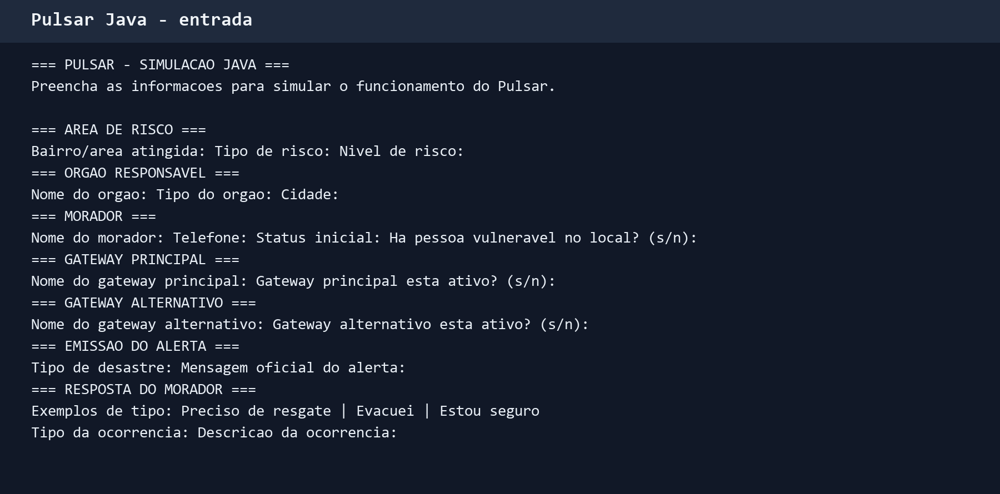 Pulsar Java - entrada
=== PULSAR - SIMULACAO JAVA ===
Preencha as informacoes para simular o funcionamento do Pulsar.
=== AREA DE RISCO ===
Bairro/area atingida: Tipo de risco: Nivel de risco:
=== ORGAO RESPONSAVEL ===
Nome do orgao: Tipo do orgao: Cidade:
=== MORADOR ===
Nome do morador: Telefone: Status inicial: Ha pessoa vulneravel no local? (s/n):
=== GATEWAY PRINCIPAL ===
Nome do gateway principal: Gateway principal esta ativo? (s/n):
=== GATEWAY ALTERNATIVO ===
Nome do gateway alternativo: Gateway alternativo esta ativo? (s/n):
=== EMISSAO DO ALERTA ===
Tipo de desastre: Mensagem oficial do alerta:
=== RESPOSTA DO MORADOR ===
Exemplos de tipo: Preciso de resgate | Evacuei | Estou seguro
Tipo da ocorrencia: Descricao da ocorrencia: